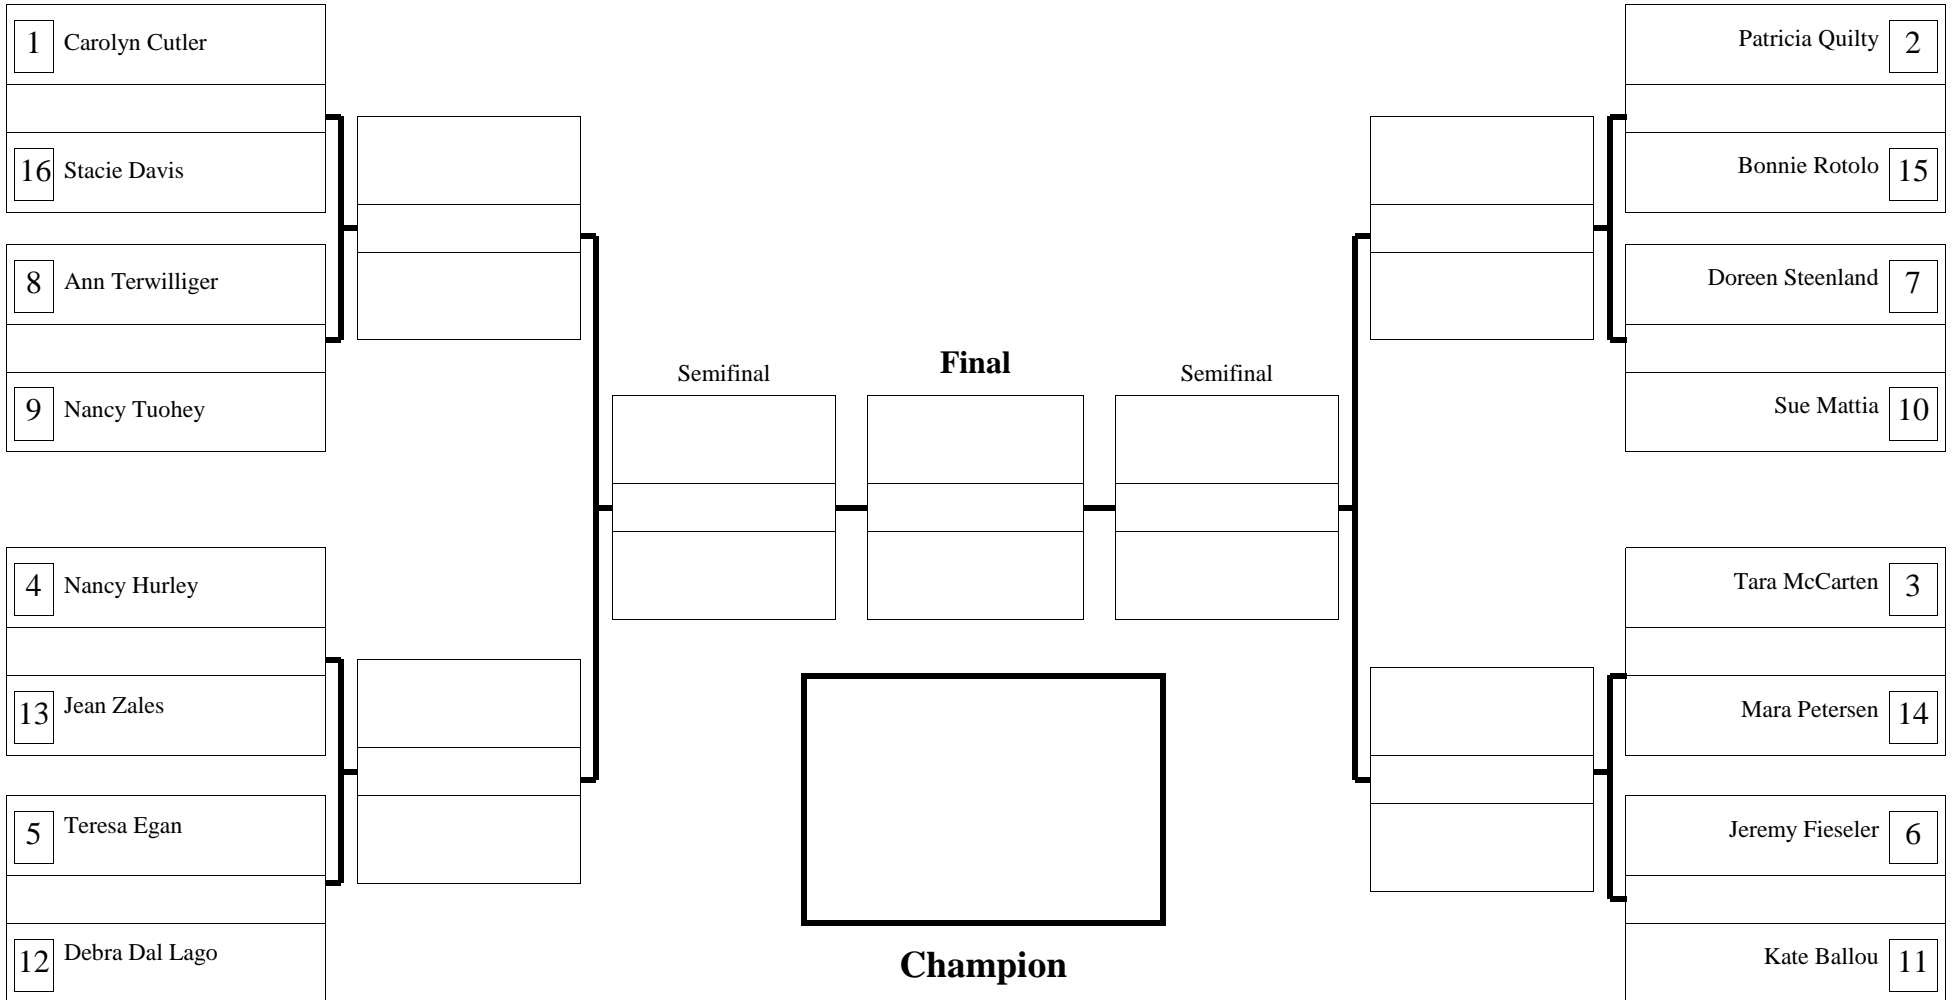 1 Carolyn Cutler
16 Stacie Davis
8 Ann Terwilliger
9 Nancy Tuohey
4 Nancy Hurley
13 Jean Zales
5 Teresa Egan
12 Debra Dal Lago
Semifinal
Final
Semifinal
Champion
Patricia Quilty 2
Bonnie Rotolo 15
Doreen Steenland 7
Sue Mattia 10
Tara McCarten 3
Mara Petersen 14
Jeremy Fieseler 6
Kate Ballou 11